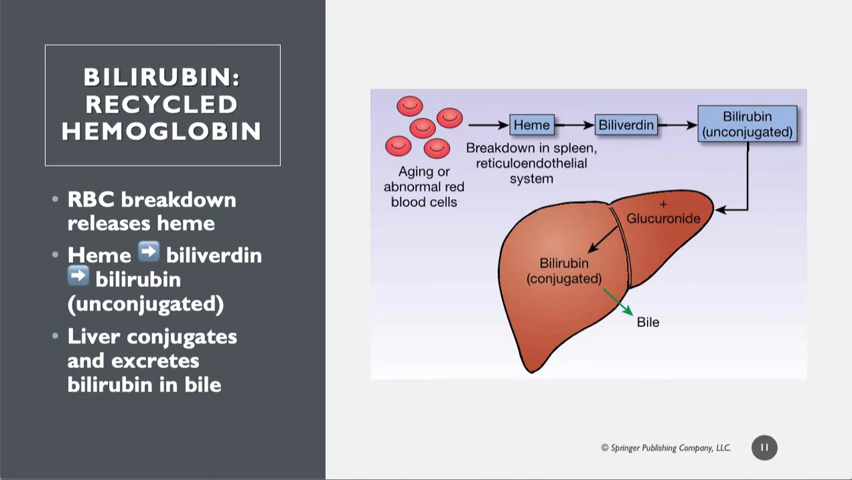 BILIRUBIN:
RECYCLED
HEMOGLOBIN
• RBC breakdown
releases heme
• Heme ➡ biliverdin
➡ bilirubin
(unconjugated)
• Liver conjugates
and excretes
bilirubin in bile
Aging or
abnormal red
blood cells
Heme
Breakdown in spleen,
reticuloendothelial
system
Biliverdin
Bilirubin
(unconjugated)
+
Glucuronide
Bilirubin
(conjugated)
Bile
© Springer Publishing Company, LLC.
11